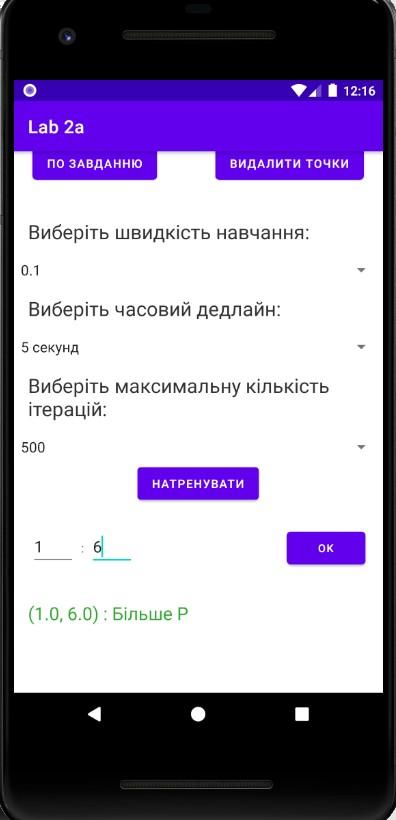 12:16
Lab 2a
ПО ЗАВДАННЮ ВИДАЛИТИ ТОЧКИ
Виберіть швидкість навчання:
0.1
Виберіть часовий дедлайн:
5 секунд
Виберіть максимальну кількість
ітерацій:
500
НАТРЕНУВАТИ
1 : 6 ОК
(1.0, 6.0) : Більше P